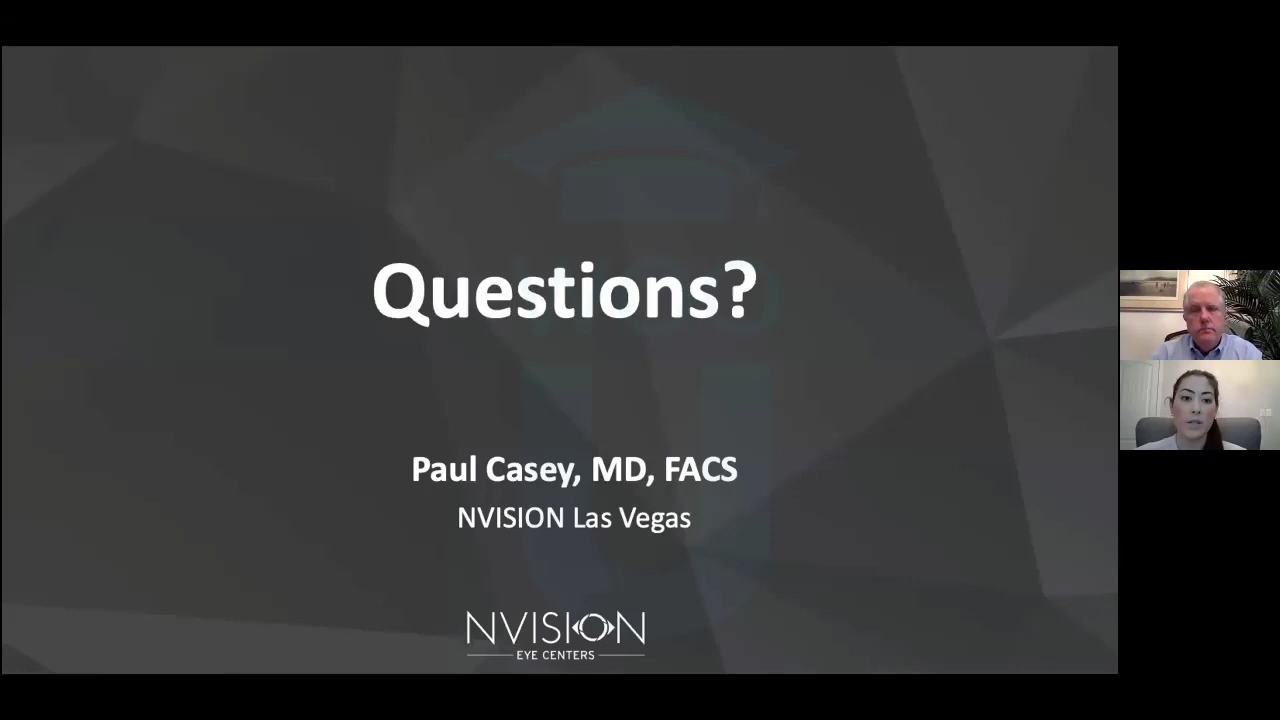 Questions?
Paul Casey, MD, FACS
NVISION Las Vegas
NVISION
EYE CENTERS